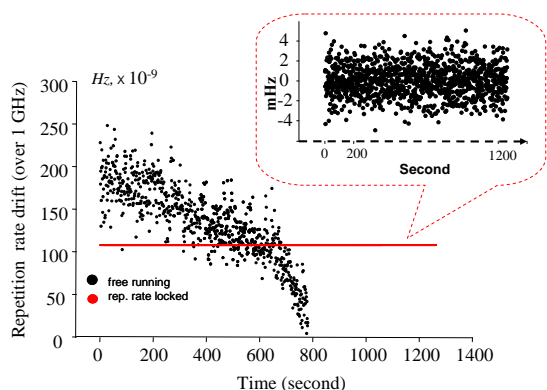 Hz, x 10-9
Repetition rate drift (over 1 GHz)
300
250
200
150
100
50
0
0 200 400 600 800 1000 1200 1400
Time (second)
free running
rep. rate locked
mHz
4
2
0
-2
-4
0 200 1200
Second